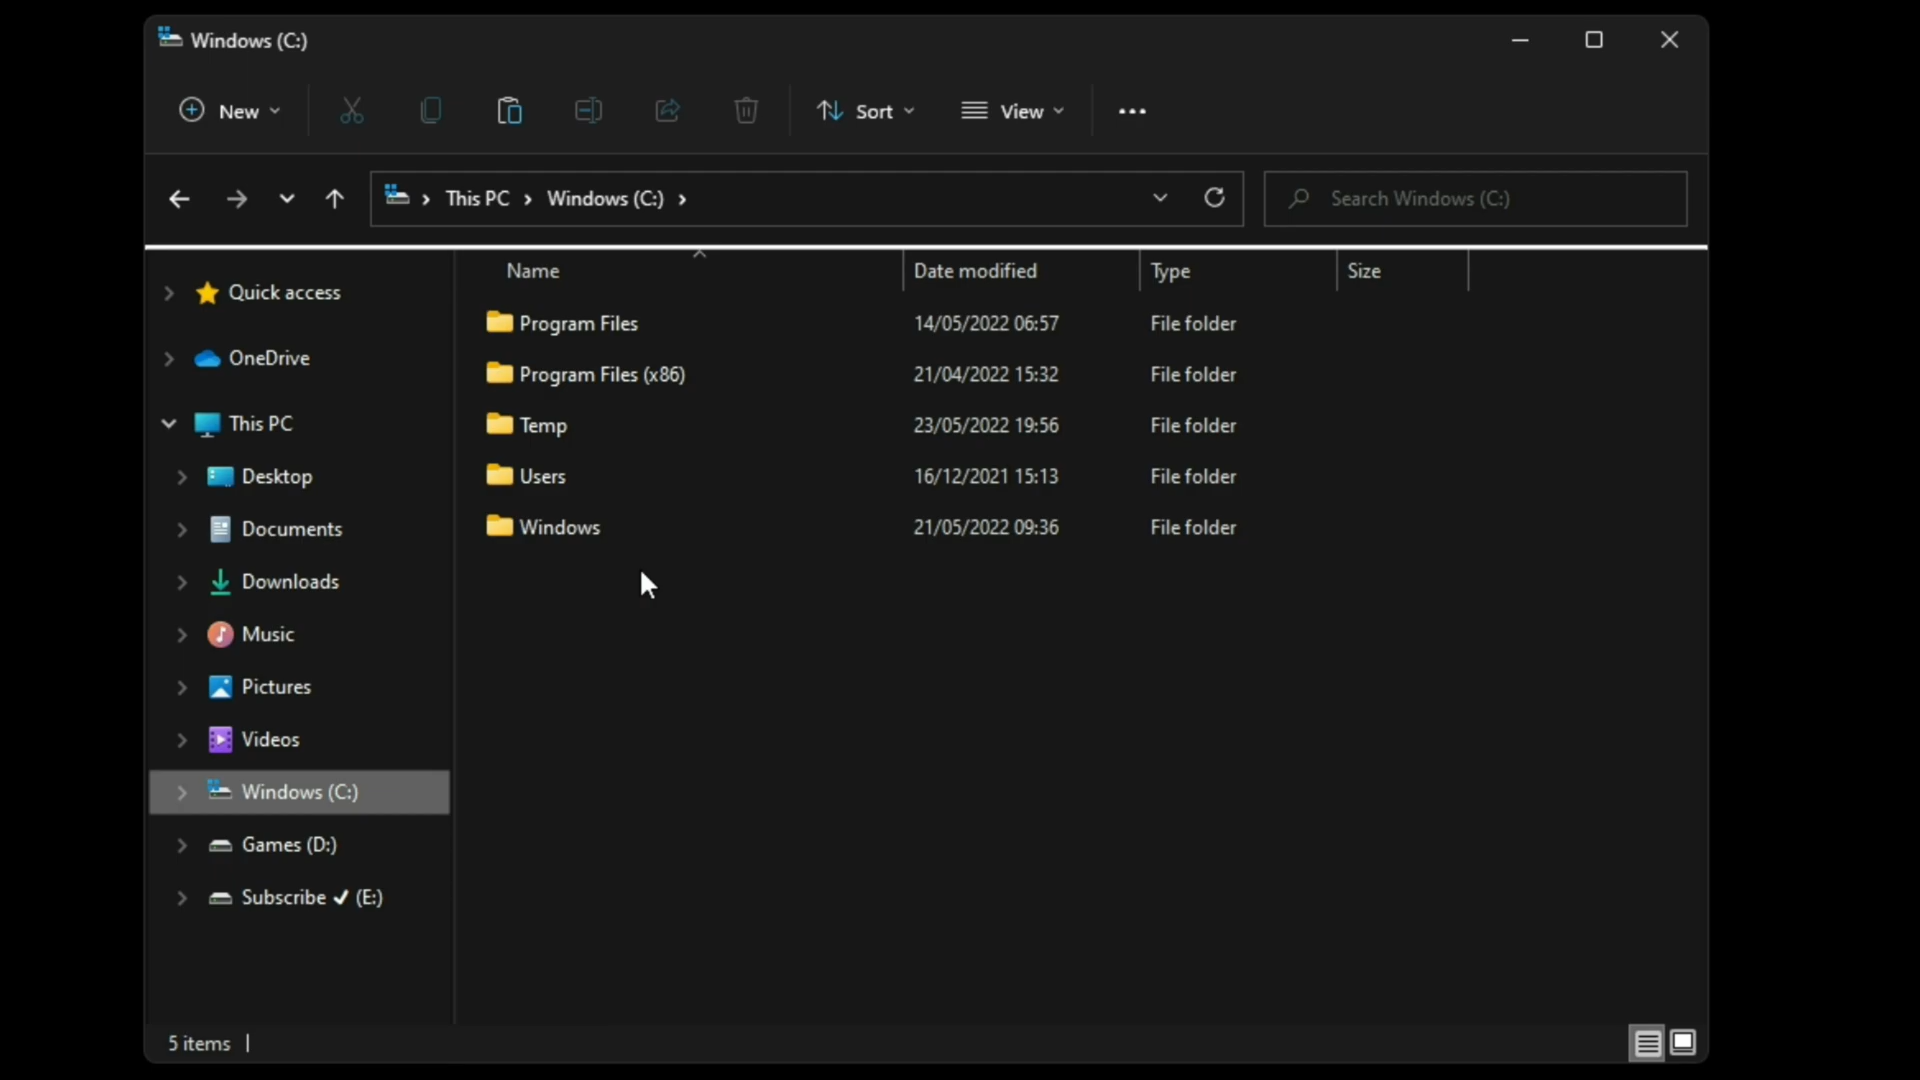 Windows (C:)
New
Sort
View
This PC
Windows (C:)
Search Windows (C:)
Quick access
OneDrive
This PC
Desktop
Documents
Downloads
Music
Pictures
Videos
Windows (C:)
Games (D:)
Subscribe ✓ (E:)
Name Date modified Type Size
Program Files 14/05/2022 06:57 File folder
Program Files (x86) 21/04/2022 15:32 File folder
Temp 23/05/2022 19:56 File folder
Users 16/12/2021 15:13 File folder
Windows 21/05/2022 09:36 File folder
5 items